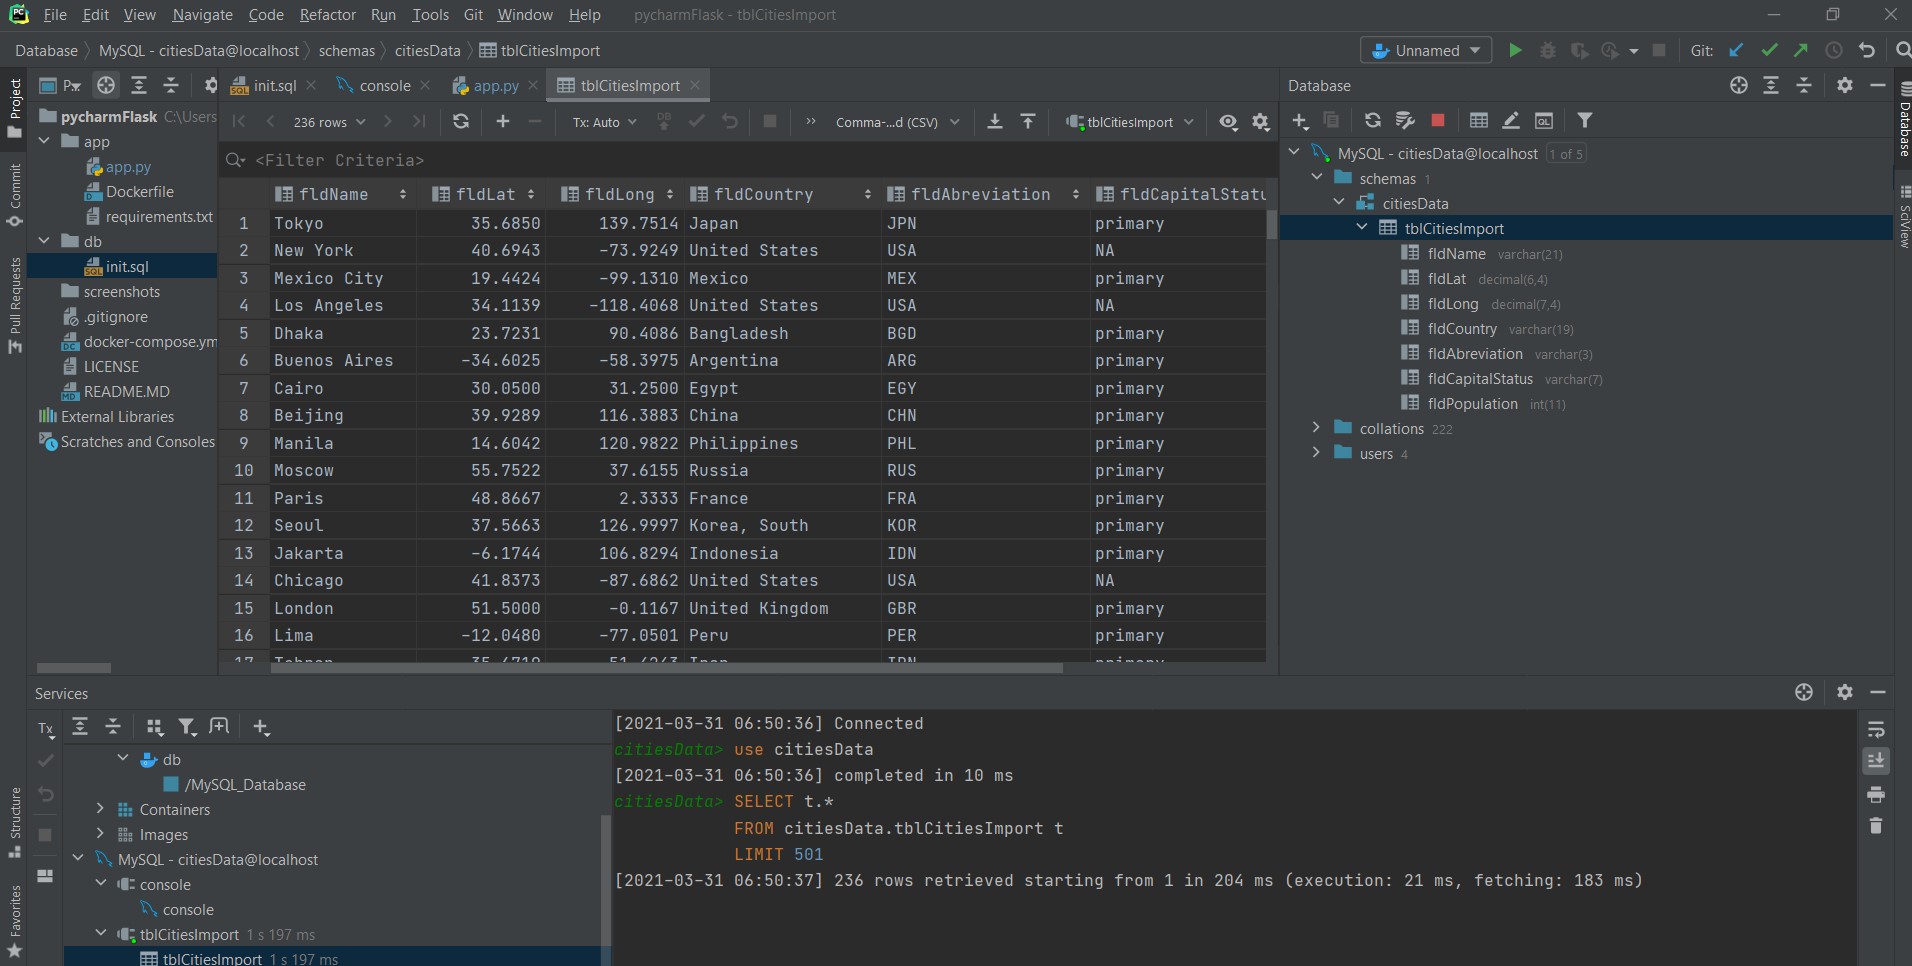 PC File Edit View Navigate Code Refactor Run Tools Git Window Help pycharmFlask - tblCitiesImport
Database MySQL - citiesData@localhost schemas citiesData tblCitiesImport Unnamed Git:
Project
Commit
Pull Requests
Structure
Favorites
P...
pycharmFlask C:\Users
app
app.py
Dockerfile
requirements.txt
db
init.sql
screenshots
.gitignore
docker-compose.ym
LICENSE
README.MD
External Libraries
Scratches and Consoles
init.sql console app.py tblCitiesImport
236 rows Tx: Auto DB Comma-...d (CSV) tblCitiesImport
<Filter Criteria>
fldName fldLat fldLong fldCountry fldAbreviation fldCapitalStatu
1 Tokyo 35.6850 139.7514 Japan JPN primary
2 New York 40.6943 -73.9249 United States USA NA
3 Mexico City 19.4424 -99.1310 Mexico MEX primary
4 Los Angeles 34.1139 -118.4068 United States USA NA
5 Dhaka 23.7231 90.4086 Bangladesh BGD primary
6 Buenos Aires -34.6025 -58.3975 Argentina ARG primary
7 Cairo 30.0500 31.2500 Egypt EGY primary
8 Beijing 39.9289 116.3883 China CHN primary
9 Manila 14.6042 120.9822 Philippines PHL primary
10 Moscow 55.7522 37.6155 Russia RUS primary
11 Paris 48.8667 2.3333 France FRA primary
12 Seoul 37.5663 126.9997 Korea, South KOR primary
13 Jakarta -6.1744 106.8294 Indonesia IDN primary
14 Chicago 41.8373 -87.6862 United States USA NA
15 London 51.5000 -0.1167 United Kingdom GBR primary
16 Lima -12.0480 -77.0501 Peru PER primary
Database
QL
MySQL - citiesData@localhost 1 of 5
schemas 1
citiesData
tblCitiesImport
fldName varchar(21)
fldLat decimal(6,4)
fldLong decimal(7,4)
fldCountry varchar(19)
fldAbreviation varchar(3)
fldCapitalStatus varchar(7)
fldPopulation int(11)
collations 222
users 4
Database
SciView
Services
Tx
db
/MySQL_Database
Containers
Images
MySQL - citiesData@localhost
console
console
tblCitiesImport 1 s 197 ms
tblCitiesImport 1 s 197 ms
[2021-03-31 06:50:36] Connected
citiesData> use citiesData
[2021-03-31 06:50:36] completed in 10 ms
citiesData> SELECT t.*
FROM citiesData.tblCitiesImport t
LIMIT 501
[2021-03-31 06:50:37] 236 rows retrieved starting from 1 in 204 ms (execution: 21 ms, fetching: 183 ms)